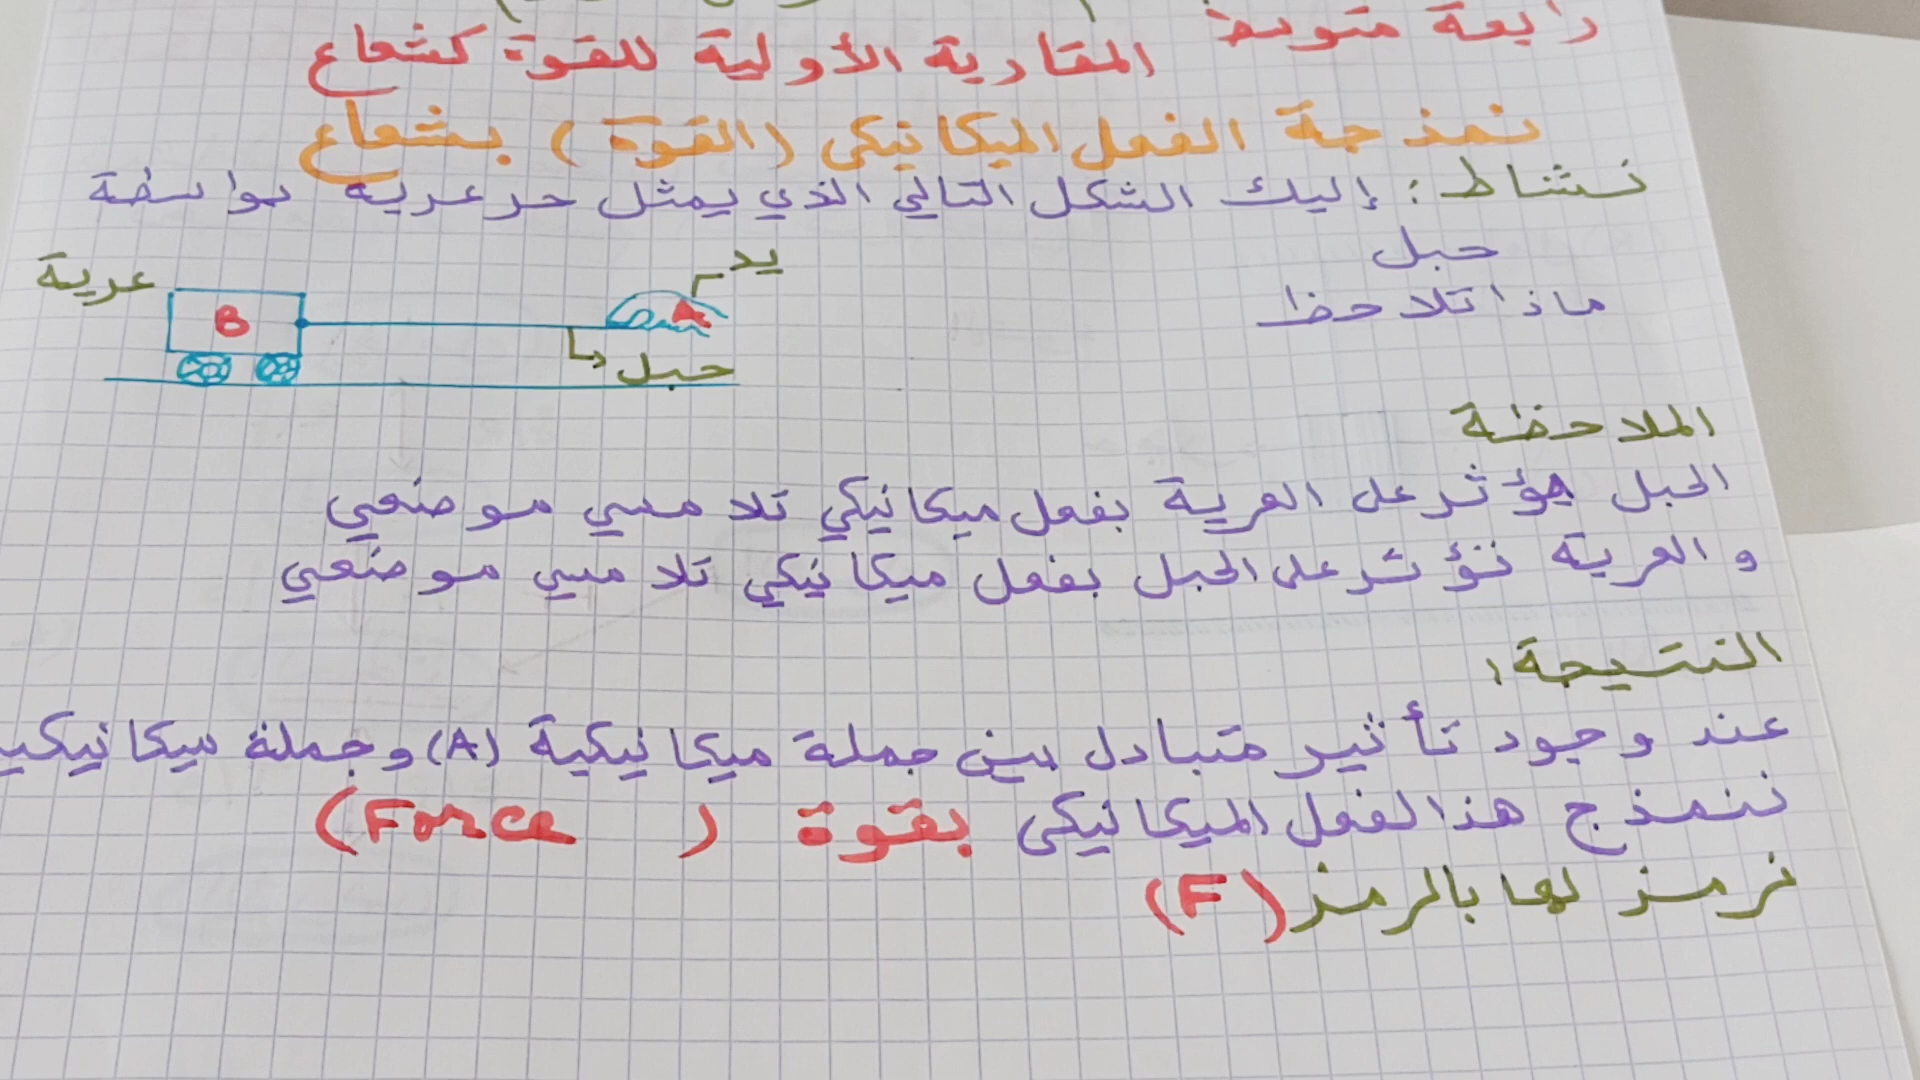 رابعة متوسط المقاربة الأولية للقوة كشعاع
نمذجة الفعل الميكانيكي (القوة) بشعاع
نشاط: إليك الشكل التالي الذي يمثل جر عربة بواسطة
حبل
ماذا تلاحظ
عربة
B
يد
A
حبل
الملاحظة
الحبل يؤثر على العربة بفعل ميكانيكي تلامسي موضعي
و العربة تؤثر على الحبل بفعل ميكانيكي تلامسي موضعي
النتيجة:
عند وجود تأثير متبادل بين جملة ميكانيكية (A) وجملة
ننمذج هذا لفعل الميكانيكي بقوة (Force)
نرمز لها بالرمز (F)